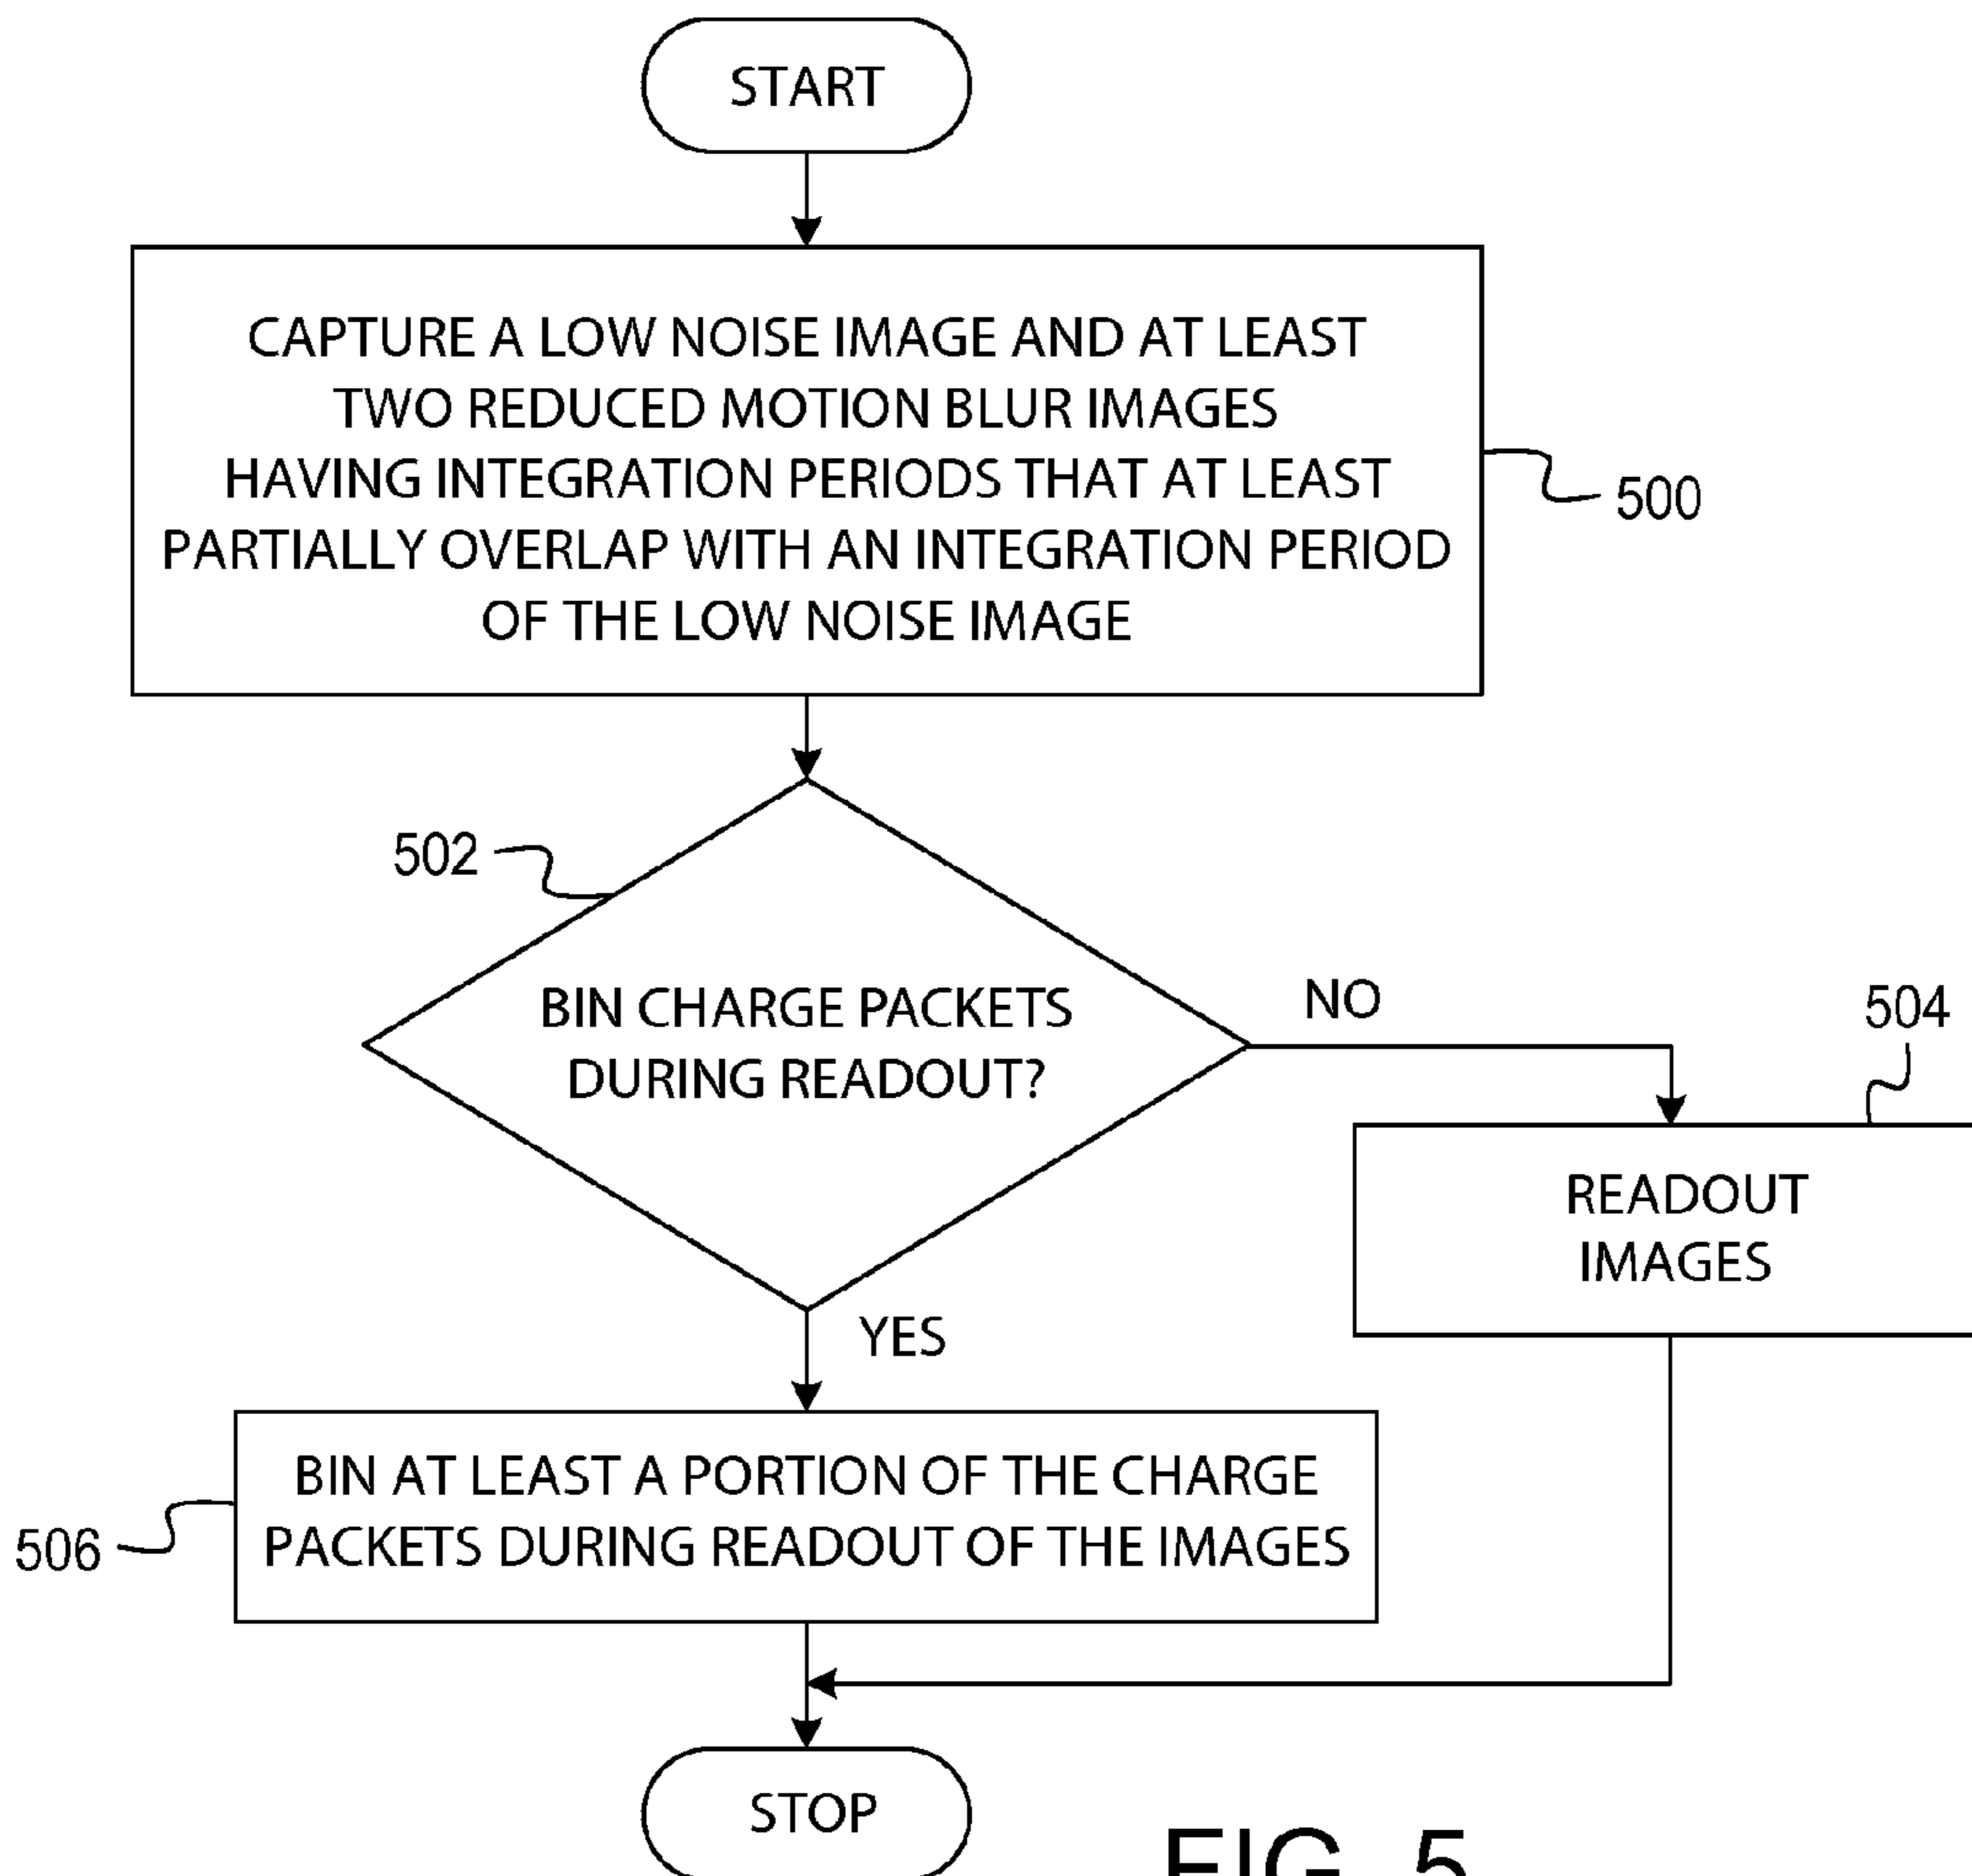 START
CAPTURE A LOW NOISE IMAGE AND AT LEAST
TWO REDUCED MOTION BLUR IMAGES
HAVING INTEGRATION PERIODS THAT AT LEAST
PARTIALLY OVERLAP WITH AN INTEGRATION PERIOD
OF THE LOW NOISE IMAGE
500
502
BIN CHARGE PACKETS
DURING READOUT?
NO
504
READOUT
IMAGES
YES
BIN AT LEAST A PORTION OF THE CHARGE
PACKETS DURING READOUT OF THE IMAGES
506
STOP
FIG. 5